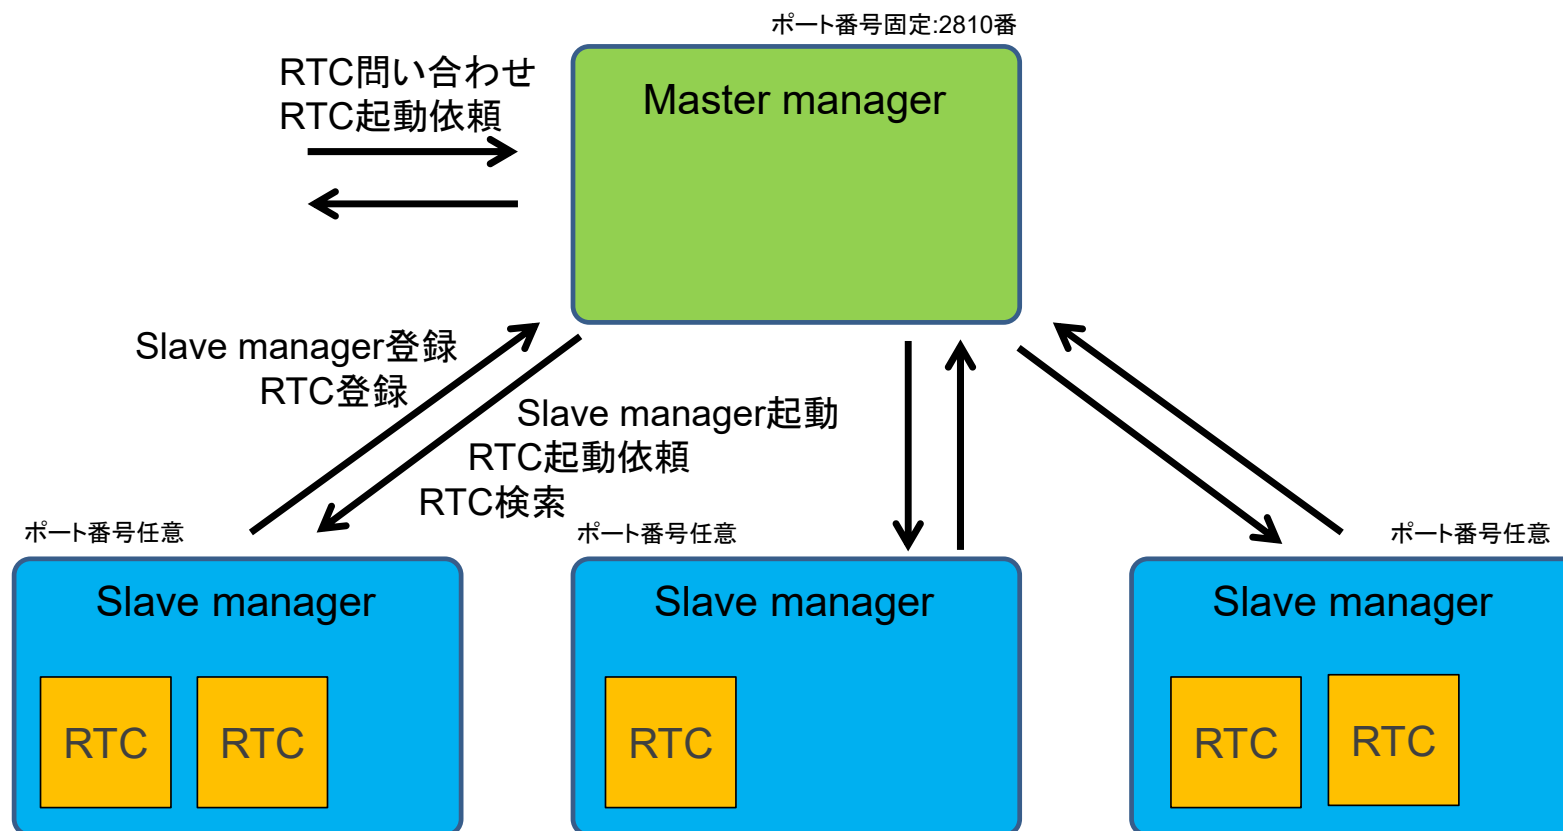 ポート番号固定:2810番
RTC問い合わせ
RTC起動依頼
Master manager
Slave manager登録
RTC登録
Slave manager起動
RTC起動依頼
RTC検索
ポート番号任意
ポート番号任意
ポート番号任意
Slave manager
Slave manager
Slave manager
RTC
RTC
RTC
RTC
RTC